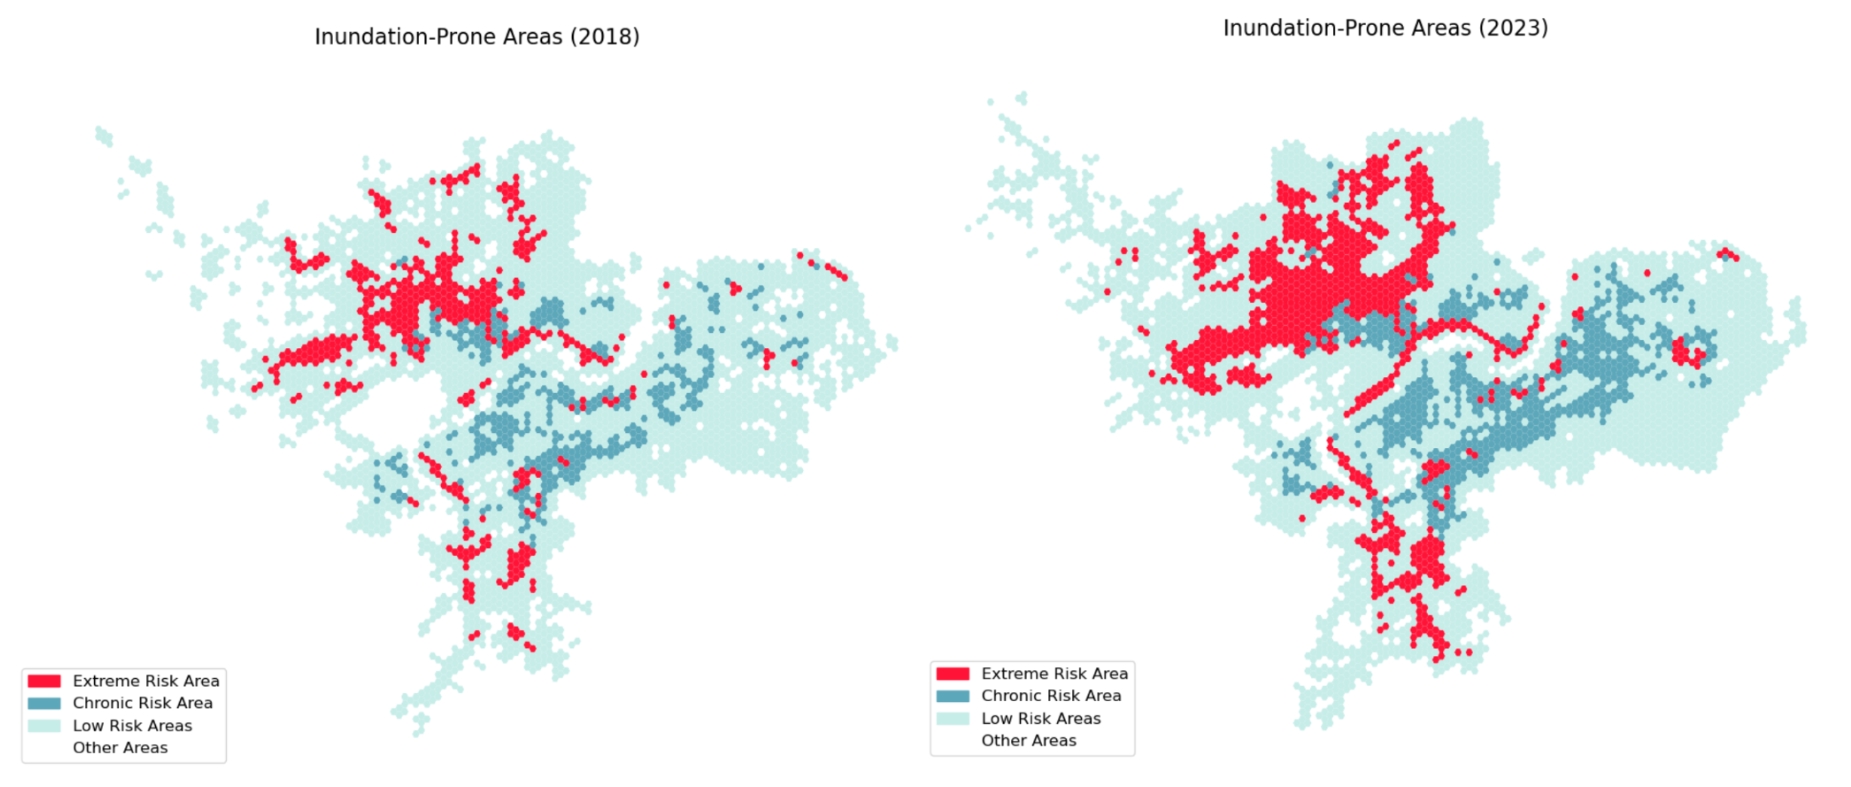 Inundation-Prone Areas (2018)
Extreme Risk Area
Chronic Risk Area
Low Risk Areas
Other Areas
Inundation-Prone Areas (2023)
Extreme Risk Area
Chronic Risk Area
Low Risk Areas
Other Areas